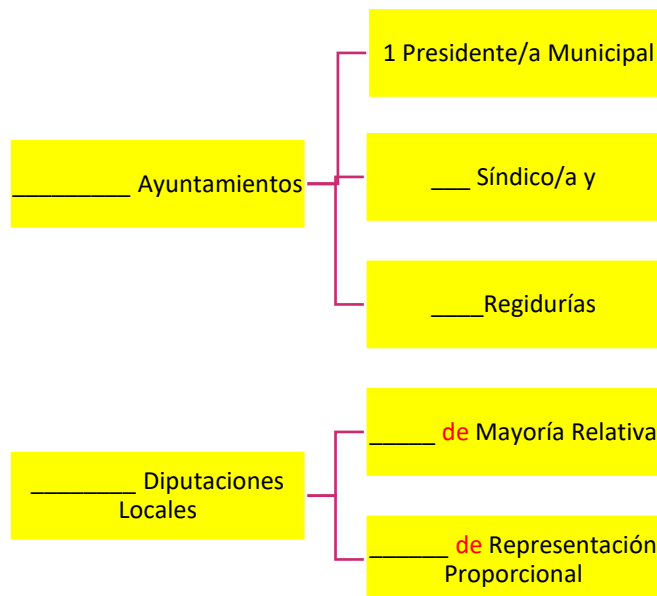 1 Presidente/a Municipal
_________ Ayuntamientos
___ Síndico/a y
____Regidurías
_____ de Mayoría Relativa
________ Diputaciones
Locales
______ de Representación
Proporcional